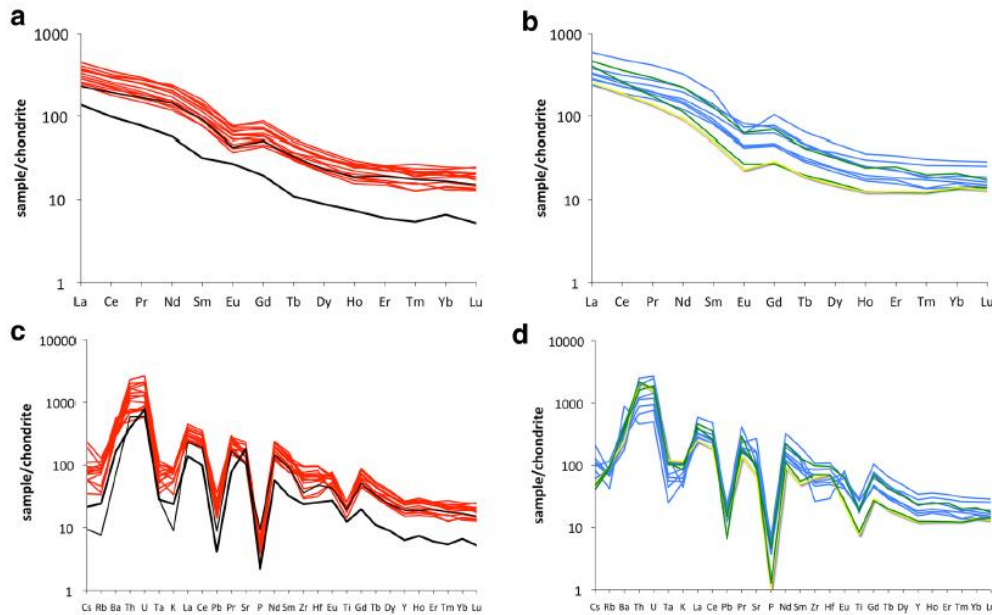 a
1000
100
10
1
sample/chondrite
La Ce Pr Nd Sm Eu Gd Tb Dy Ho Er Tm Yb Lu
b
1000
100
10
1
sample/chondrite
La Ce Pr Nd Sm Eu Gd Tb Dy Ho Er Tm Yb Lu
c
10000
1000
100
10
1
sample/chondrite
Cs Rb Ba Th U Ta K La Ce Pb Pr Sr P Nd Sm Zr Hf Eu Ti Gd Tb Dy Y Ho Er Tm Yb Lu
d
10000
1000
100
10
1
sample/chondrite
Cs Rb Ba Th U Ta K La Ce Pb Pr Sr P Nd Sm Zr Hf Eu Ti Gd Tb Dy Y Ho Er Tm Yb Lu